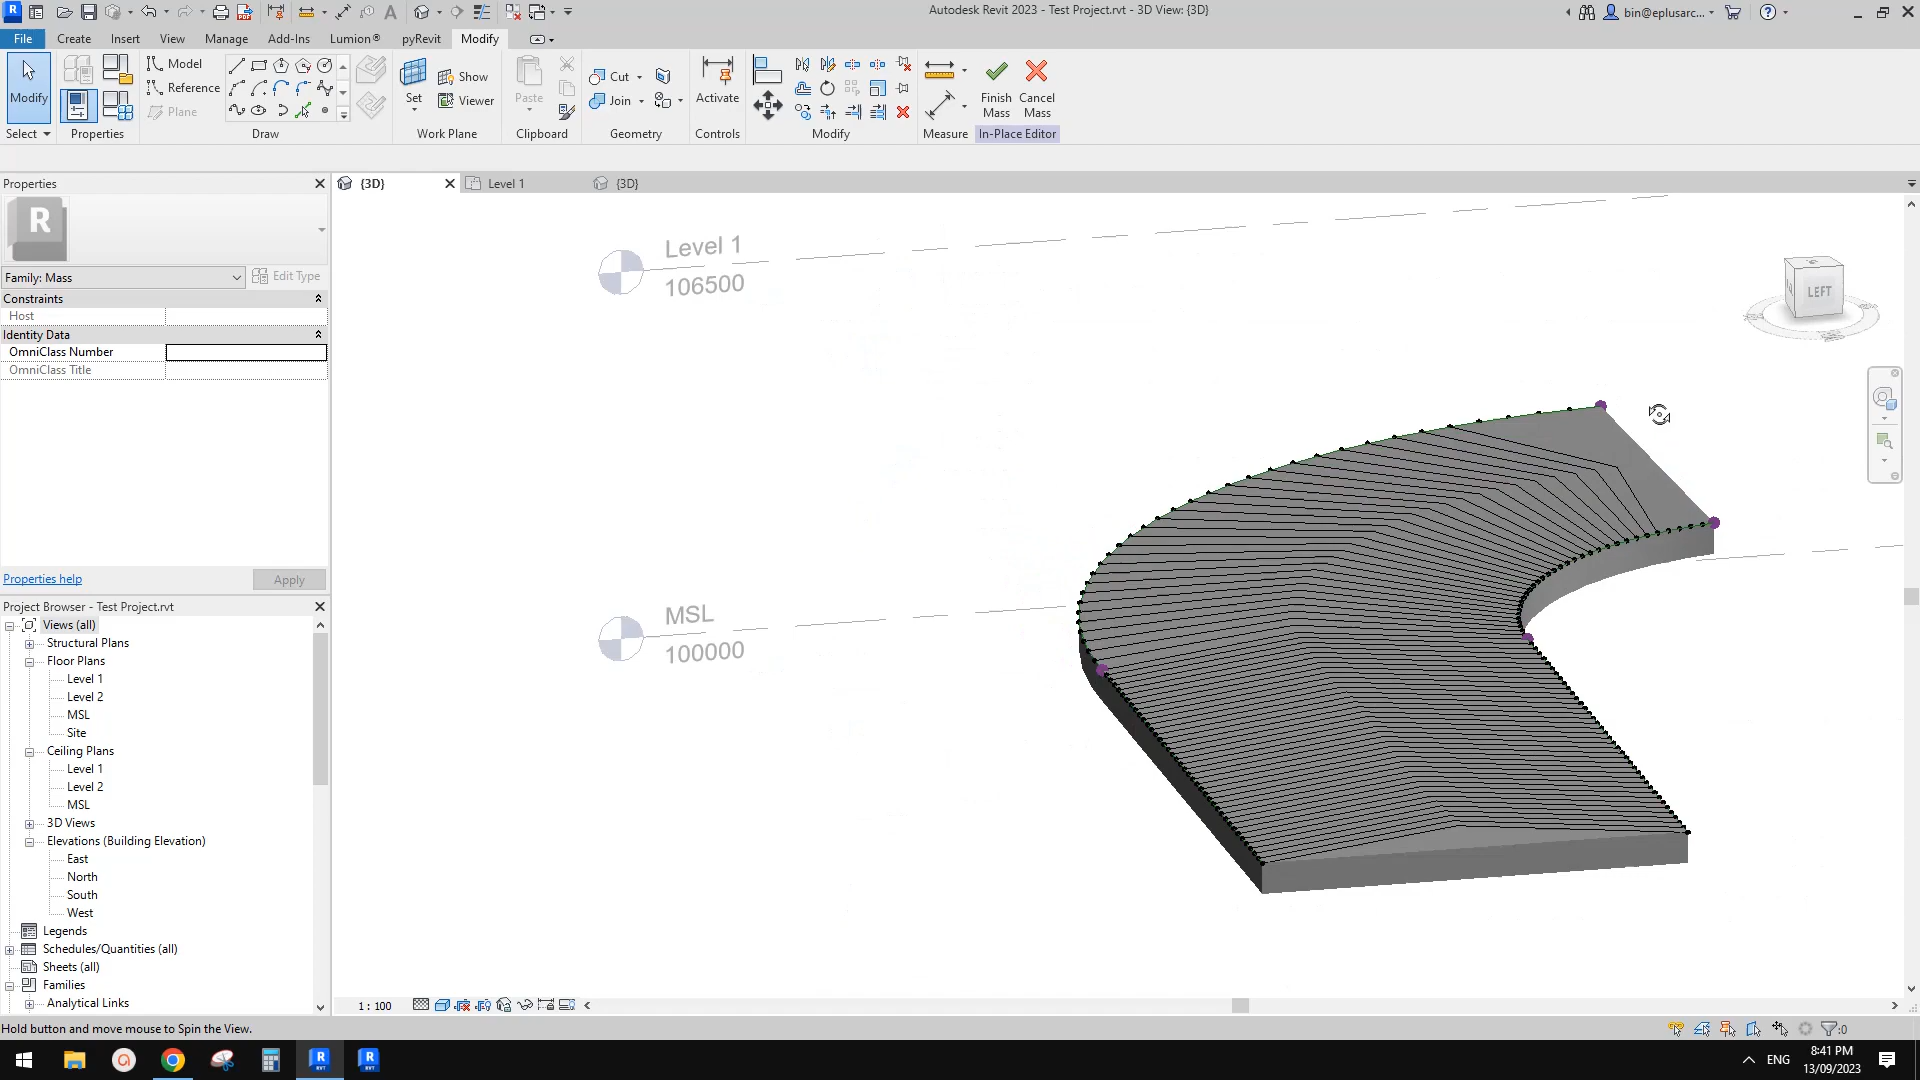 Autodesk Revit 2023 - Test Project.rvt - 3D View: {3D}
bin@eplusarc...
File
Create
Insert
View
Manage
Add-Ins
Lumion®
pyRevit
Modify
Modify
Select
Properties
Model
Reference
Plane
Draw
Set
Show
Viewer
Work Plane
Paste
Clipboard
Cut
Join
Geometry
Activate
Controls
Modify
Measure
Finish Mass
Cancel Mass
In-Place Editor
Properties
{3D}
Level 1
{3D}
R
Family: Mass
Edit Type
Constraints
Host
Identity Data
OmniClass Number
OmniClass Title
Properties help
Apply
Project Browser - Test Project.rvt
Views (all)
Structural Plans
Floor Plans
Level 1
Level 2
MSL
Site
Ceiling Plans
Level 1
Level 2
MSL
3D Views
Elevations (Building Elevation)
East
North
South
West
Legends
Schedules/Quantities (all)
Sheets (all)
Families
Analytical Links
Level 1
106500
MSL
100000
LEFT
1 : 100
Hold button and move mouse to Spin the View.
:0
ENG
8:41 PM
13/09/2023